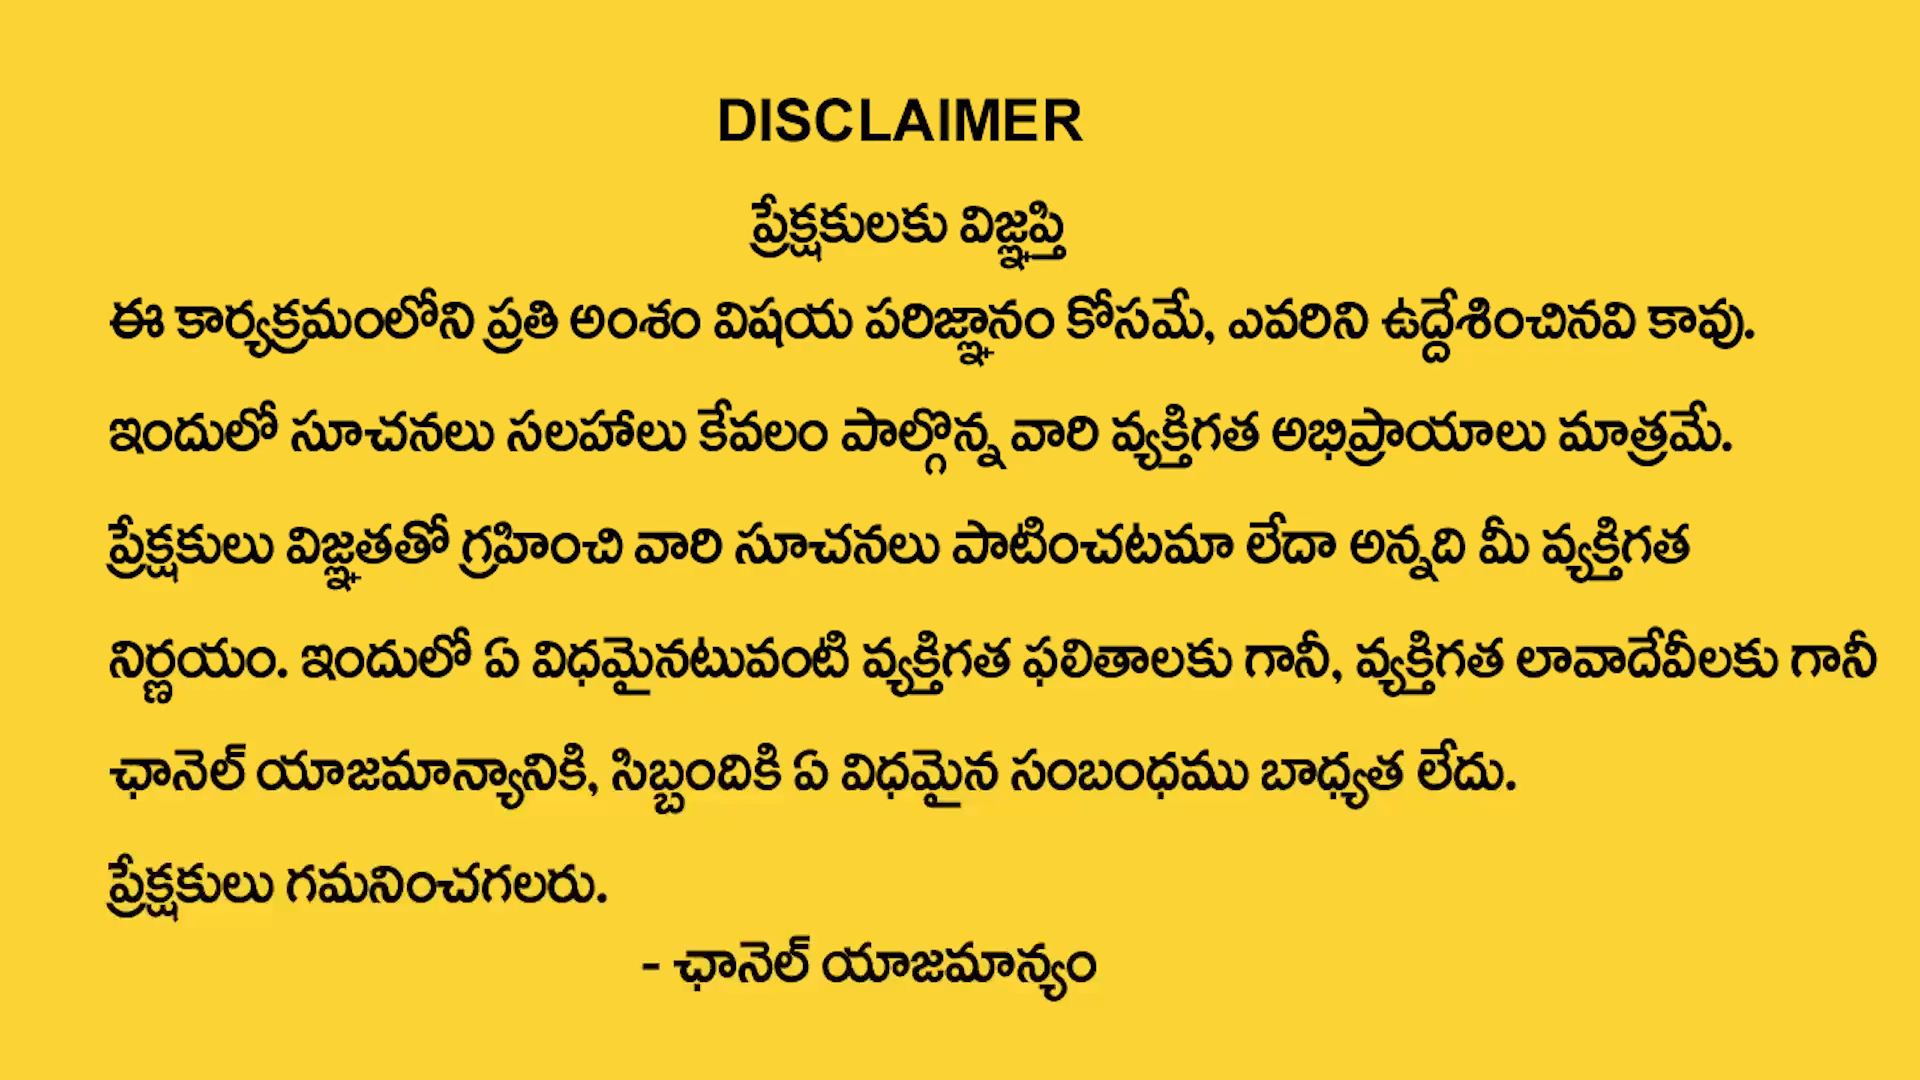 DISCLAIMER
ప్రేక్షకులకు విజ్ఞప్తి
ఈ కార్యక్రమంలోని ప్రతి అంశం విషయ పరిజ్ఞానం కోసమే, ఎవరిని ఉద్దేశించినవి కావు.
ఇందులో సూచనలు సలహాలు కేవలం పాల్గొన్న వారి వ్యక్తిగత అభిప్రాయాలు మాత్రమే.
ప్రేక్షకులు విజ్ఞతతో గ్రహించి వారి సూచనలు పాటించటమా లేదా అన్నది మీ వ్యక్తిగత
నిర్ణయం. ఇందులో ఏ విధమైనటువంటి వ్యక్తిగత ఫలితాలకు గానీ, వ్యక్తిగత లావాదేవీలకు గానీ
ఛానెల్ యాజమాన్యానికి, సిబ్బందికి ఏ విధమైన సంబంధము బాధ్యత లేదు.
ప్రేక్షకులు గమనించగలరు.
- ఛానెల్ యాజమాన్యం